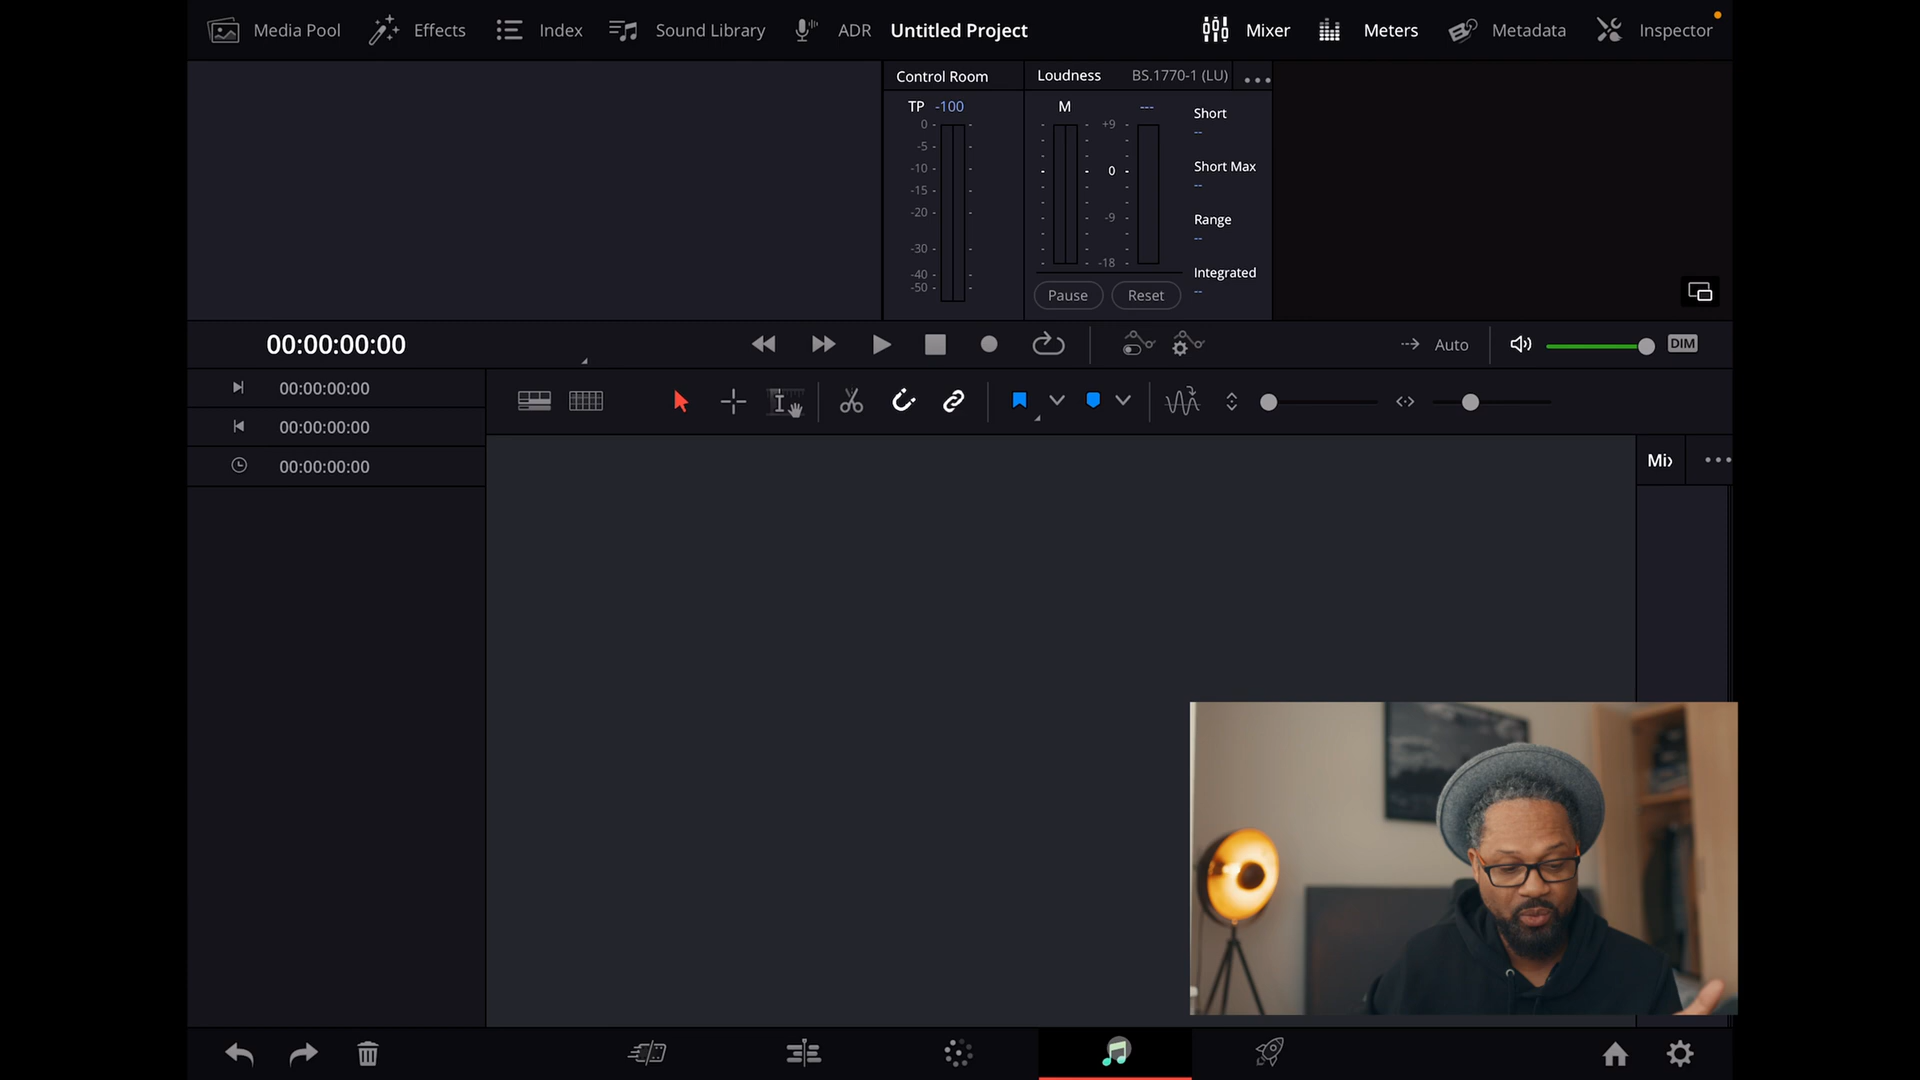 Media Pool Effects Index Sound Library ADR Untitled Project Mixer Meters Metadata Inspector
Control Room Loudness BS.1770-1 (LU)
TP -100 M ---
0
-5
-10
-15
-20
-30
-40
-50
+9
0
-9
-18
Short
--
Short Max
--
Range
--
Integrated
--
Pause Reset
00:00:00:00 Auto DIM
00:00:00:00
00:00:00:00
00:00:00:00
Mix